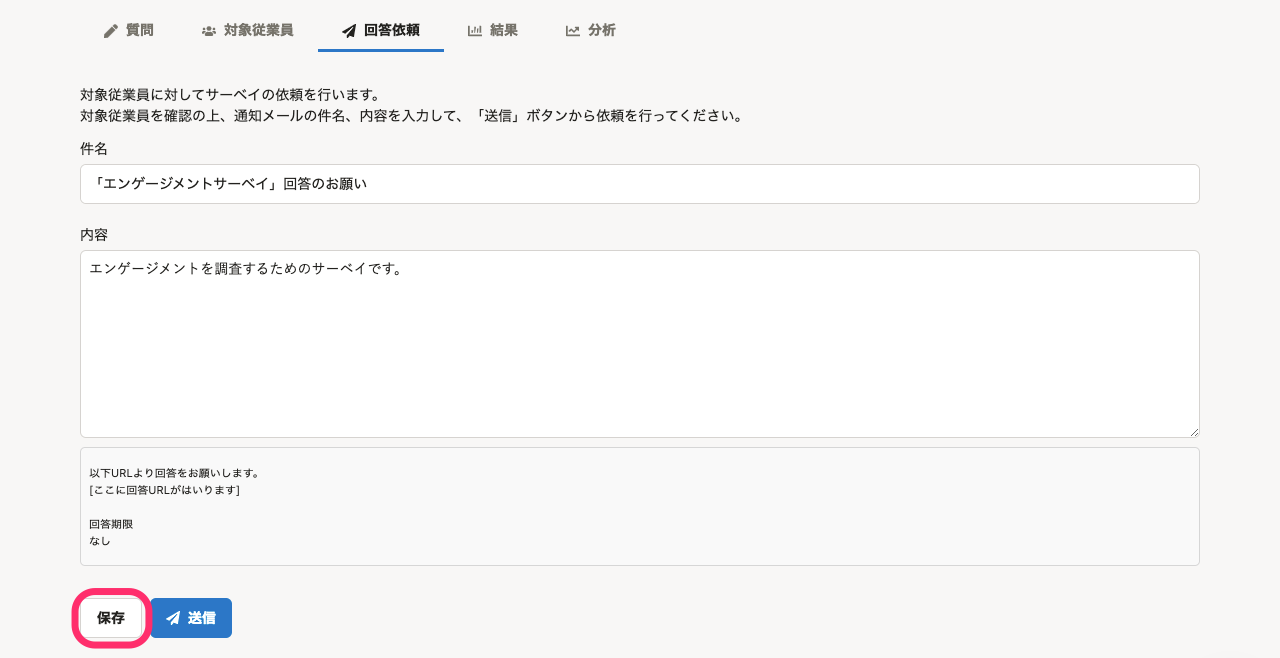 質問 対象従業員 回答依頼 結果 分析
対象従業員に対してサーベイの依頼を行います。
対象従業員を確認の上、通知メールの件名、内容を入力して、「送信」ボタンから依頼を行ってください。
件名
「エンゲージメントサーベイ」回答のお願い
内容
エンゲージメントを調査するためのサーベイです。
以下URLより回答をお願いします。
[ここに回答URLがはいります]
回答期限
なし
保存 送信